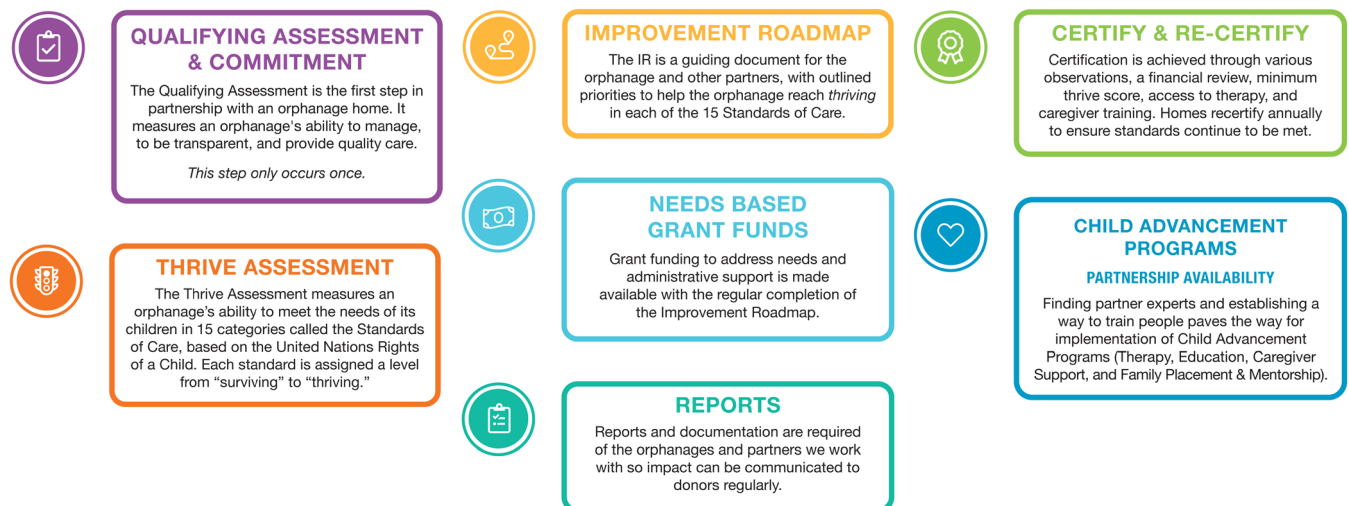 QUALIFYING ASSESSMENT
& COMMITMENT
The Qualifying Assessment is the first step in
partnership with an orphanage home. It
measures an orphanage's ability to manage,
to be transparent, and provide quality care.
This step only occurs once.
THRIVE ASSESSMENT
The Thrive Assessment measures an
orphanage’s ability to meet the needs of its
children in 15 categories called the Standards
of Care, based on the United Nations Rights
of a Child. Each standard is assigned a level
from “surviving” to “thriving.”
IMPROVEMENT ROADMAP
The IR is a guiding document for the
orphanage and other partners, with outlined
priorities to help the orphanage reach thriving
in each of the 15 Standards of Care.
NEEDS BASED
GRANT FUNDS
Grant funding to address needs and
administrative support is made
available with the regular completion of
the Improvement Roadmap.
REPORTS
Reports and documentation are required
of the orphanages and partners we work
with so impact can be communicated to
donors regularly.
CERTIFY & RE-CERTIFY
Certification is achieved through various
observations, a financial review, minimum
thrive score, access to therapy, and
caregiver training. Homes recertify annually
to ensure standards continue to be met.
CHILD ADVANCEMENT
PROGRAMS
PARTNERSHIP AVAILABILITY
Finding partner experts and establishing a
way to train people paves the way for
implementation of Child Advancement
Programs (Therapy, Education, Caregiver
Support, and Family Placement & Mentorship).